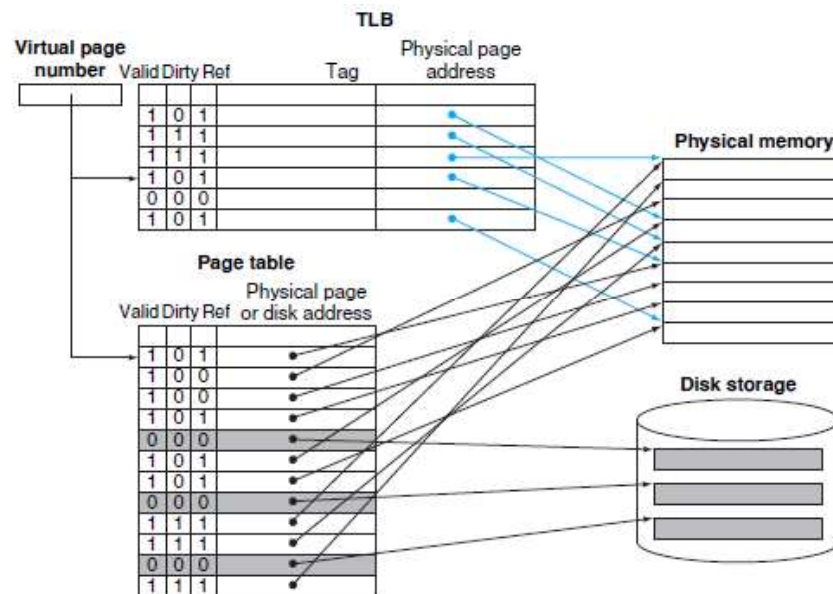 TLB
Virtual page
number
Valid Dirty Ref
Tag
Physical page
address
1 0 1
1 1 1
1 1 1
1 0 1
0 0 0
1 0 1
Physical memory
Page table
Valid Dirty Ref
Physical page
or disk address
1 0 1
1 0 0
1 0 0
1 0 1
0 0 0
1 0 1
1 0 1
0 0 0
1 1 1
1 1 1
0 0 0
1 1 1
Disk storage